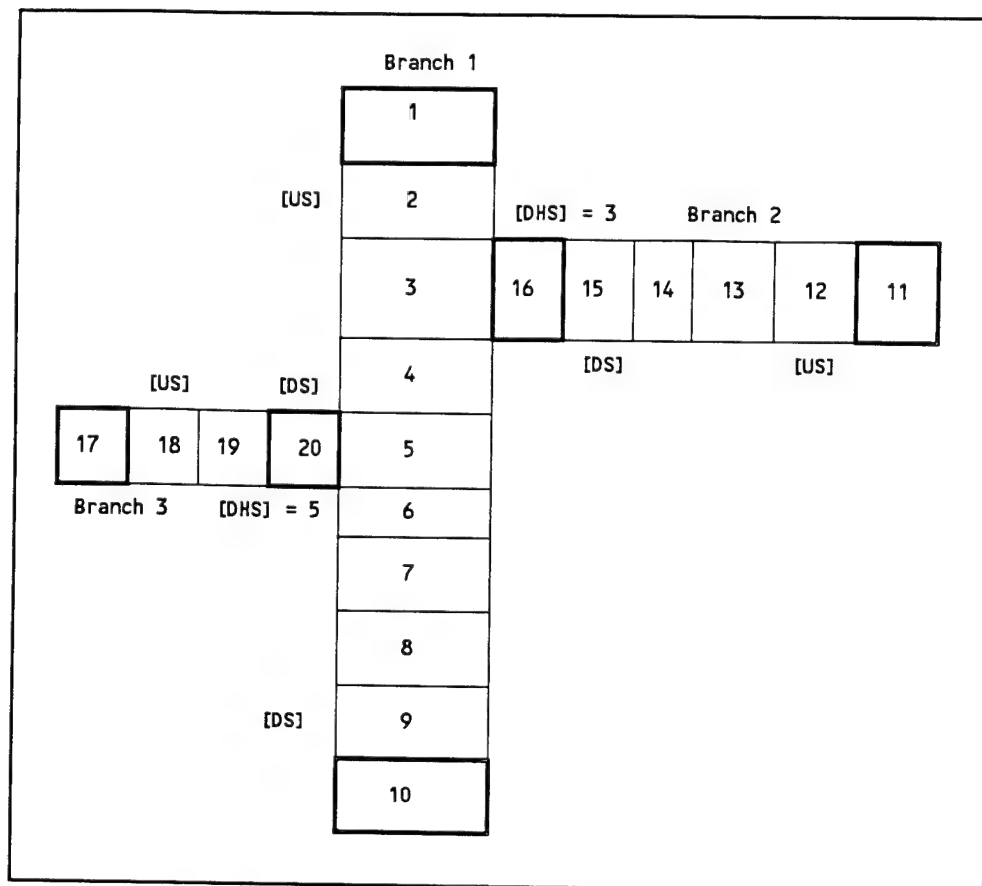 Branch 1
1
[US] 2 [DHS] = 3 Branch 2
3 16 15 14 13 12 11
[DS] [US]
4
[US] [DS]
17 18 19 20 5
Branch 3 [DHS] = 5
6
7
8
[DS] 9
10